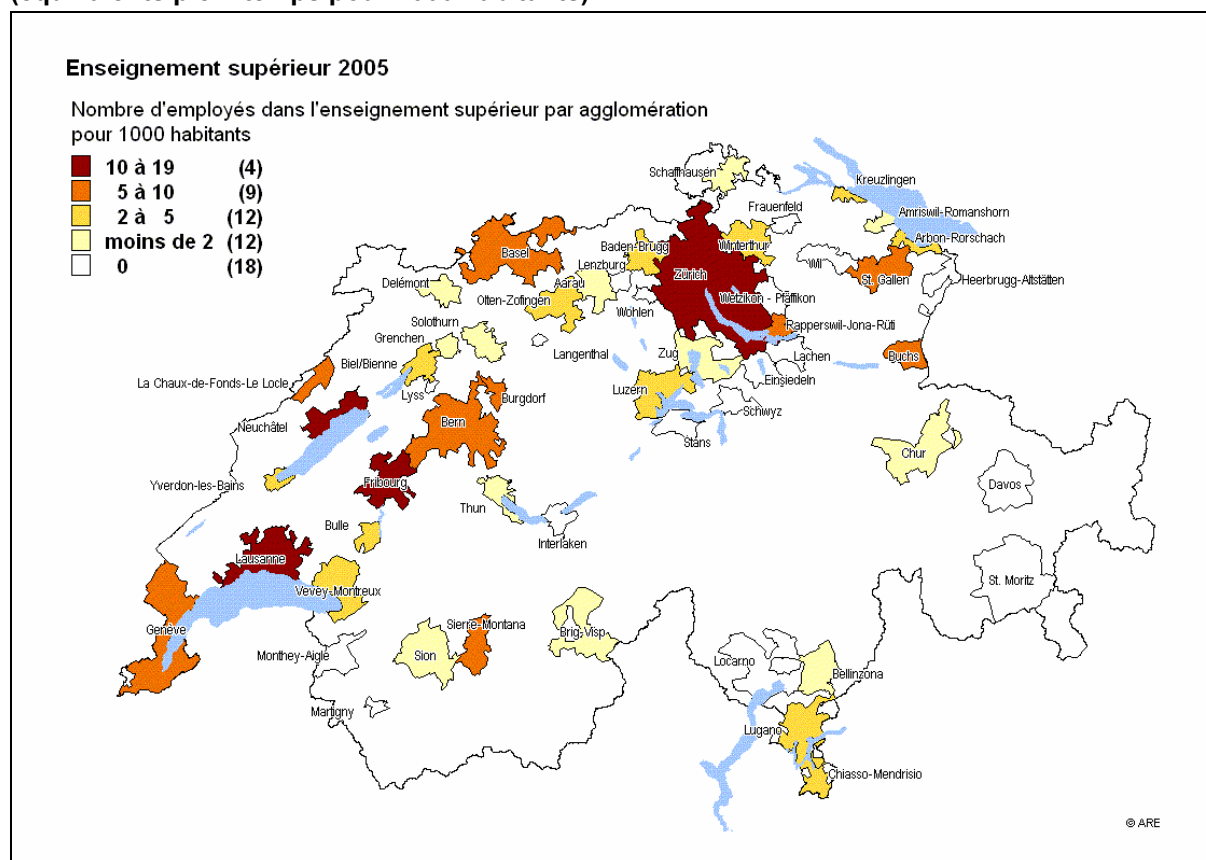 Enseignement supérieur 2005
Nombre d'employés dans l'enseignement supérieur par agglomération
pour 1000 habitants
10 à 19 (4)
5 à 10 (9)
2 à 5 (12)
moins de 2 (12)
0 (18)
Schaffhausen
Kreuzlingen
Frauenfeld
Amriswil-Romanshorn
Arbon-Rorschach
Basel
Baden-Brugg
Winterthur
Wil
St. Gallen
Heerbrugg-Altstätten
Lenzburg
Zürich
Delémont
Aarau
Olten-Zofingen
Wetzikon - Pfäffikon
Wohlen
Solothurn
Rapperswil-Jona-Rüti
Grenchen
Langenthal
Zug
Lachen
Buchs
Biel/Bienne
Einsiedeln
La Chaux-de-Fonds-Le Locle
Lyss
Burgdorf
Luzern
Schwyz
Neuchâtel
Bern
Stans
Chur
Yverdon-les-Bains
Fribourg
Davos
Thun
Bulle
Interlaken
Lausanne
St. Moritz
Vevey-Montreux
Genève
Sierre-Montana
Brig-Visp
Monthey-Aigle
Sion
Locarno
Bellinzona
Martigny
Lugano
Chiasso-Mendrisio
© ARE